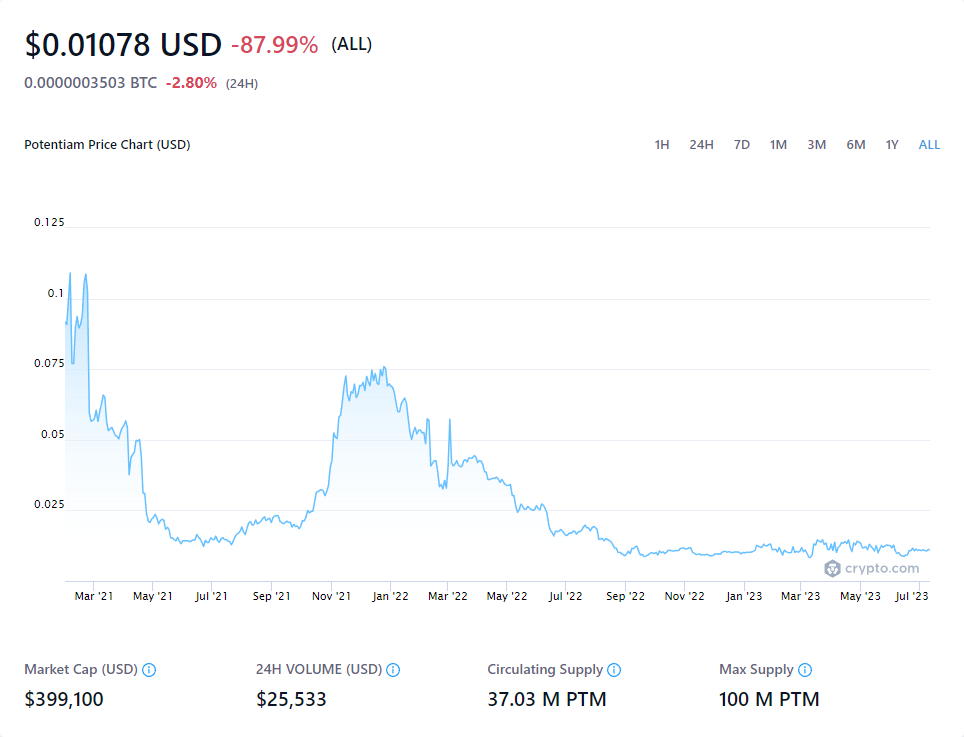 $0.01078 USD -87.99% (ALL)
0.0000003503 BTC -2.80% (24H)
Potentiam Price Chart (USD) 1H 24H 7D 1M 3M 6M 1Y ALL
0.125
0.1
0.075
0.05
0.025
crypto.com
Mar '21 May '21 Jul '21 Sep '21 Nov '21 Jan '22 Mar '22 May '22 Jul '22 Sep '22 Nov '22 Jan '23 Mar '23 May '23 Jul '23
Market Cap (USD) 24H VOLUME (USD) Circulating Supply Max Supply
$399,100 $25,533 37.03 M PTM 100 M PTM